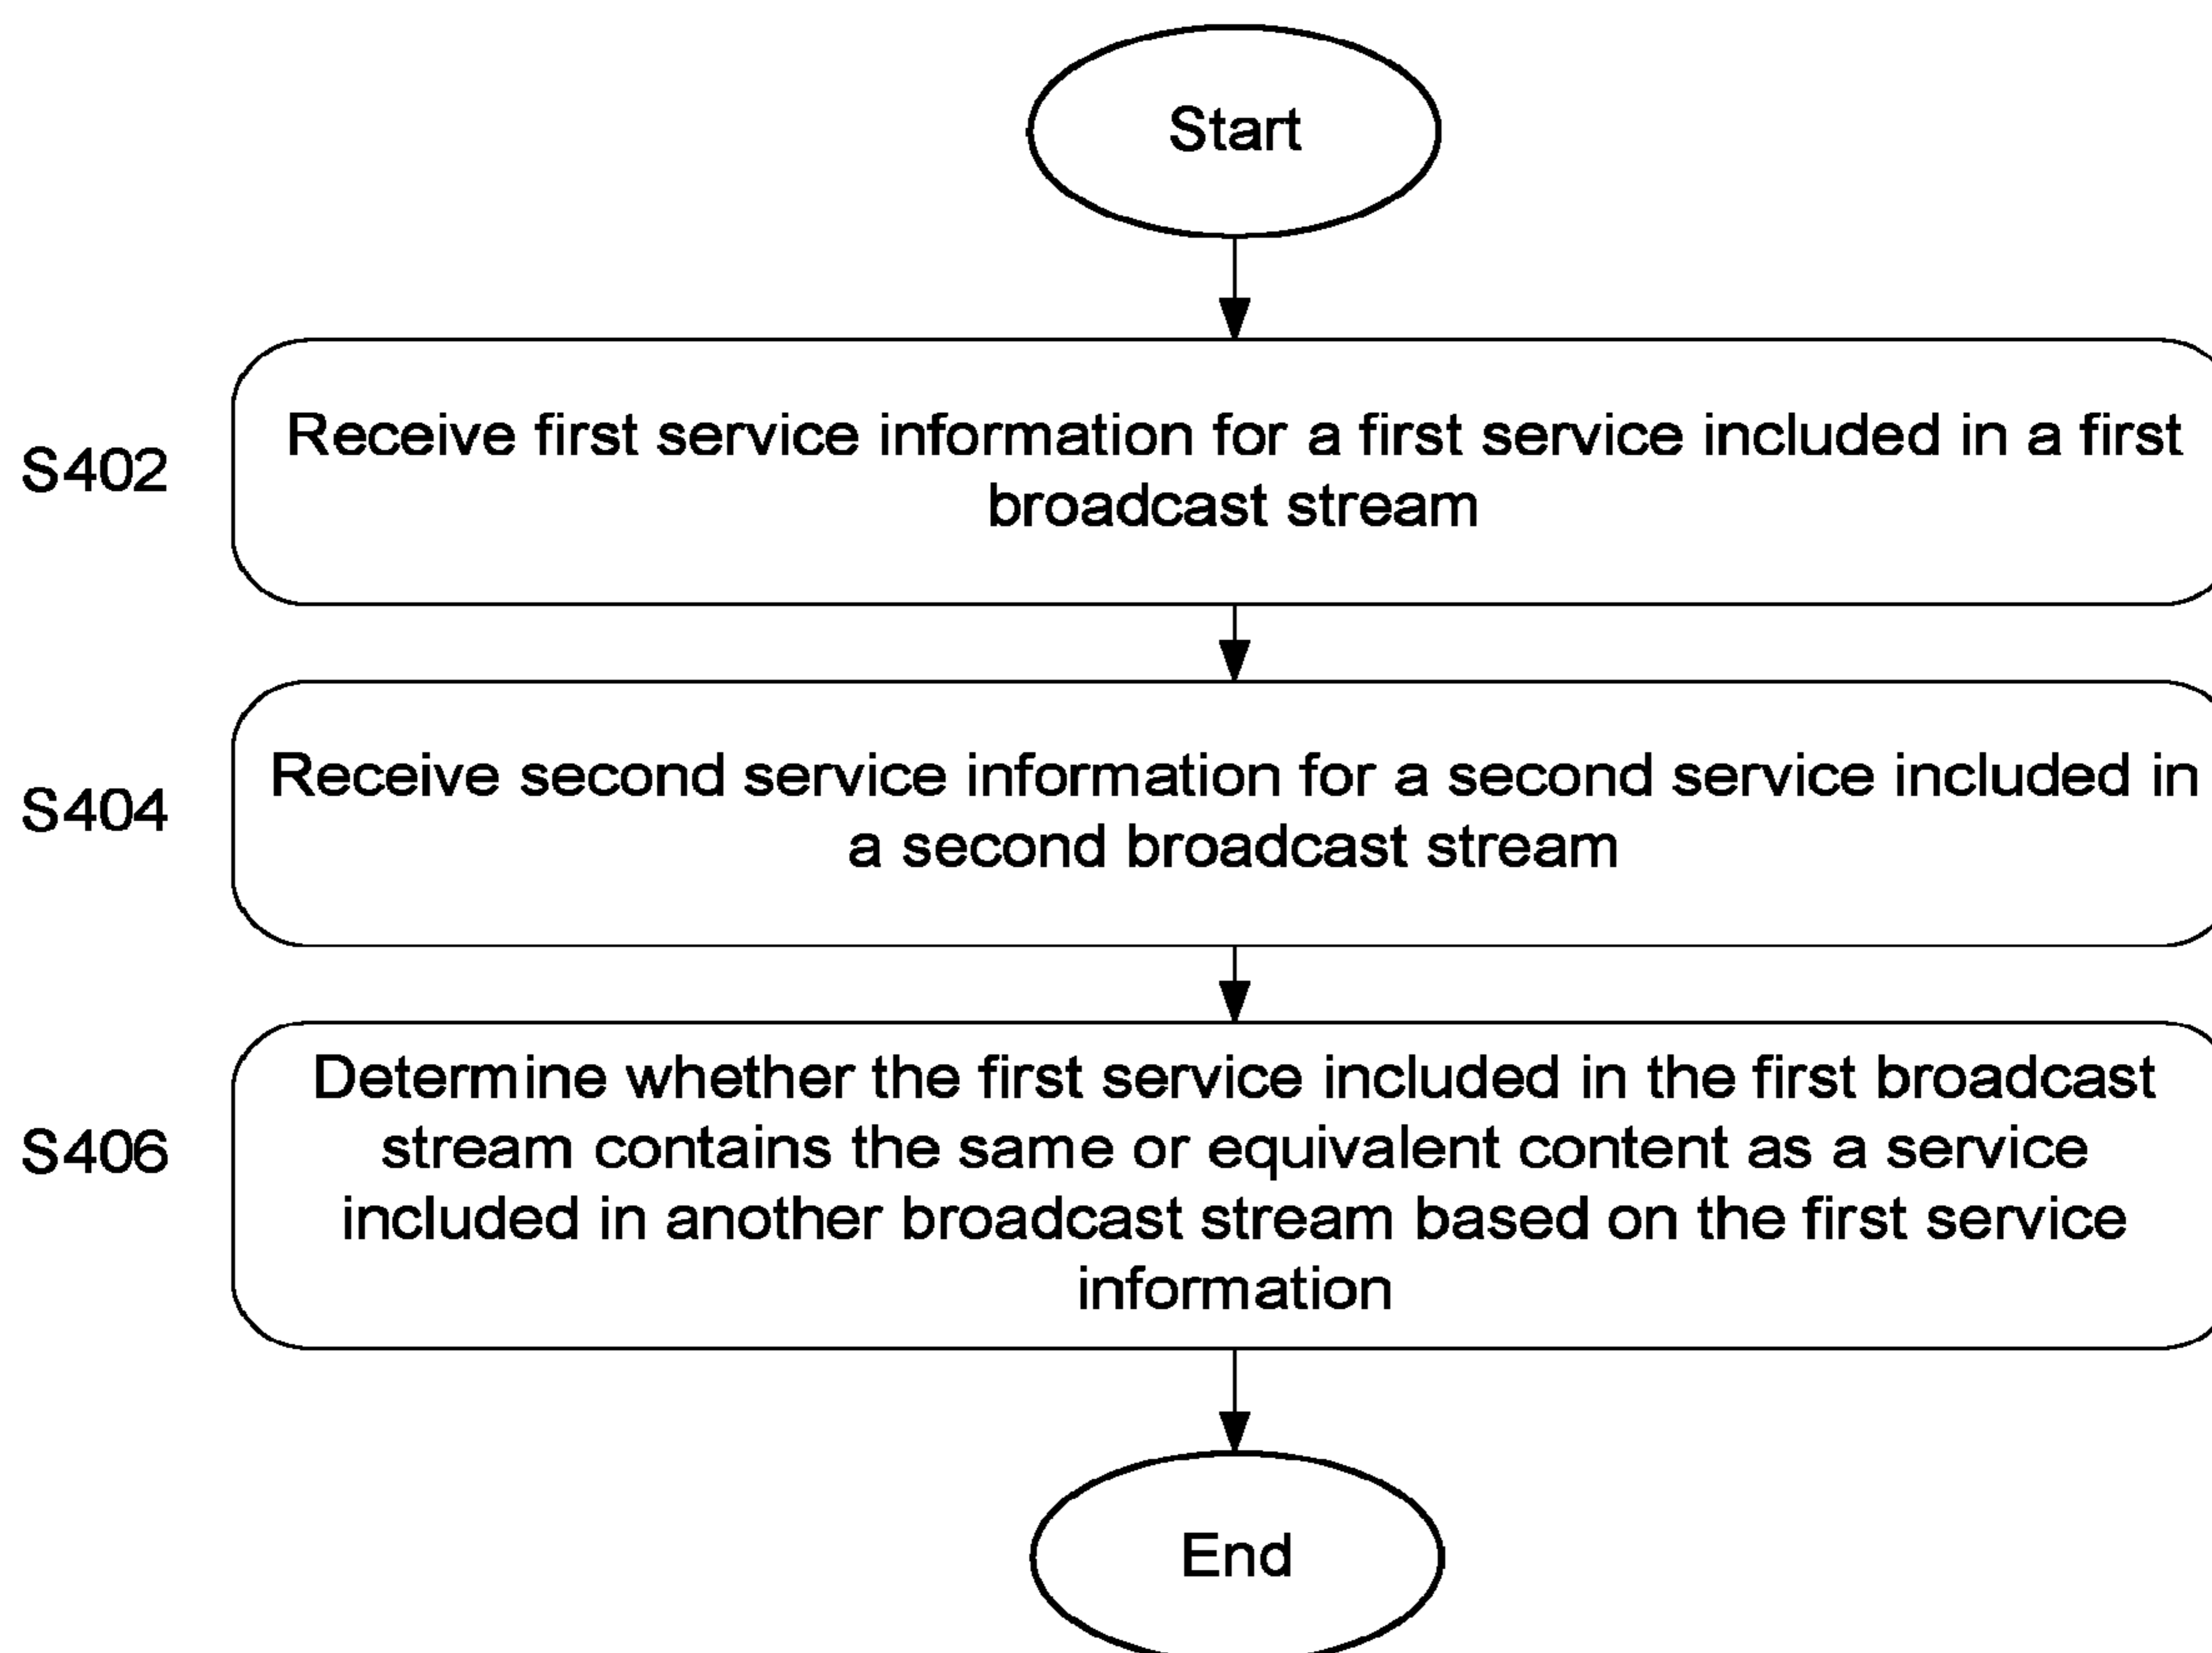 Start
S402
Receive first service information for a first service included in a first
broadcast stream
S404
Receive second service information for a second service included in
a second broadcast stream
S406
Determine whether the first service included in the first broadcast
stream contains the same or equivalent content as a service
included in another broadcast stream based on the first service
information
End